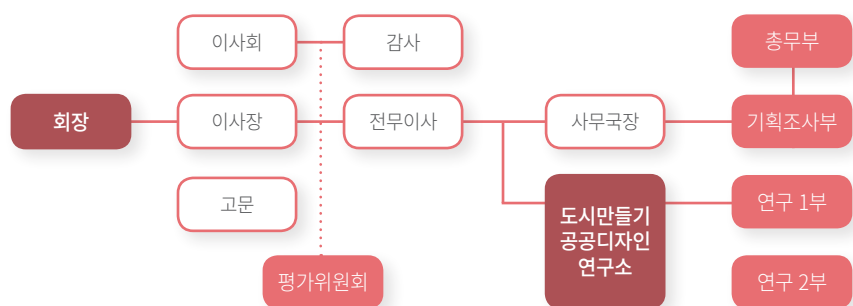 이사회
감사
총무부
회장
이사장
전무이사
사무국장
기획조사부
고문
도시만들기
공공디자인
연구소
연구 1부
평가위원회
연구 2부